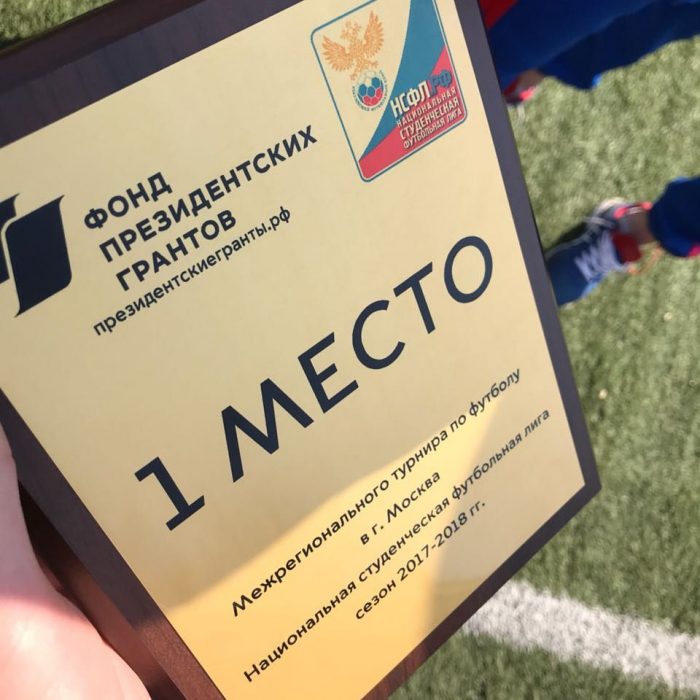 ФОНД
ПРЕЗИДЕНТСКИХ
ГРАНТОВ
президентскиегранты.рф
НСФЛ.РФ
НАЦИОНАЛЬНАЯ
СТУДЕНЧЕСКАЯ
ФУТБОЛЬНАЯ ЛИГА
1 МЕСТО
Межрегионального турнира по футболу
в г. Москва
Национальная студенческая футбольная лига
сезон 2017-2018 гг.